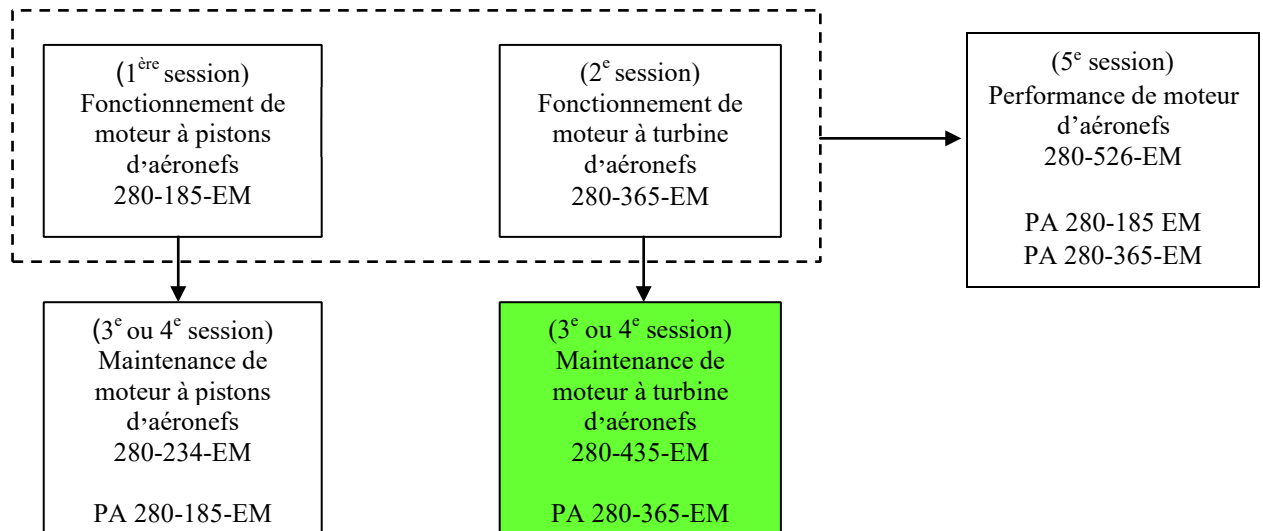 (1ère session)
Fonctionnement de
moteur à pistons
d'aéronefs
280-185-EM
(2e session)
Fonctionnement de
moteur à turbine
d'aéronefs
280-365-EM
(5e session)
Performance de moteur
d'aéronefs
280-526-EM
PA 280-185 EM
PA 280-365-EM
(3e ou 4e session)
Maintenance de
moteur à pistons
d'aéronefs
280-234-EM
PA 280-185-EM
(3e ou 4e session)
Maintenance de
moteur à turbine
d'aéronefs
280-435-EM
PA 280-365-EM